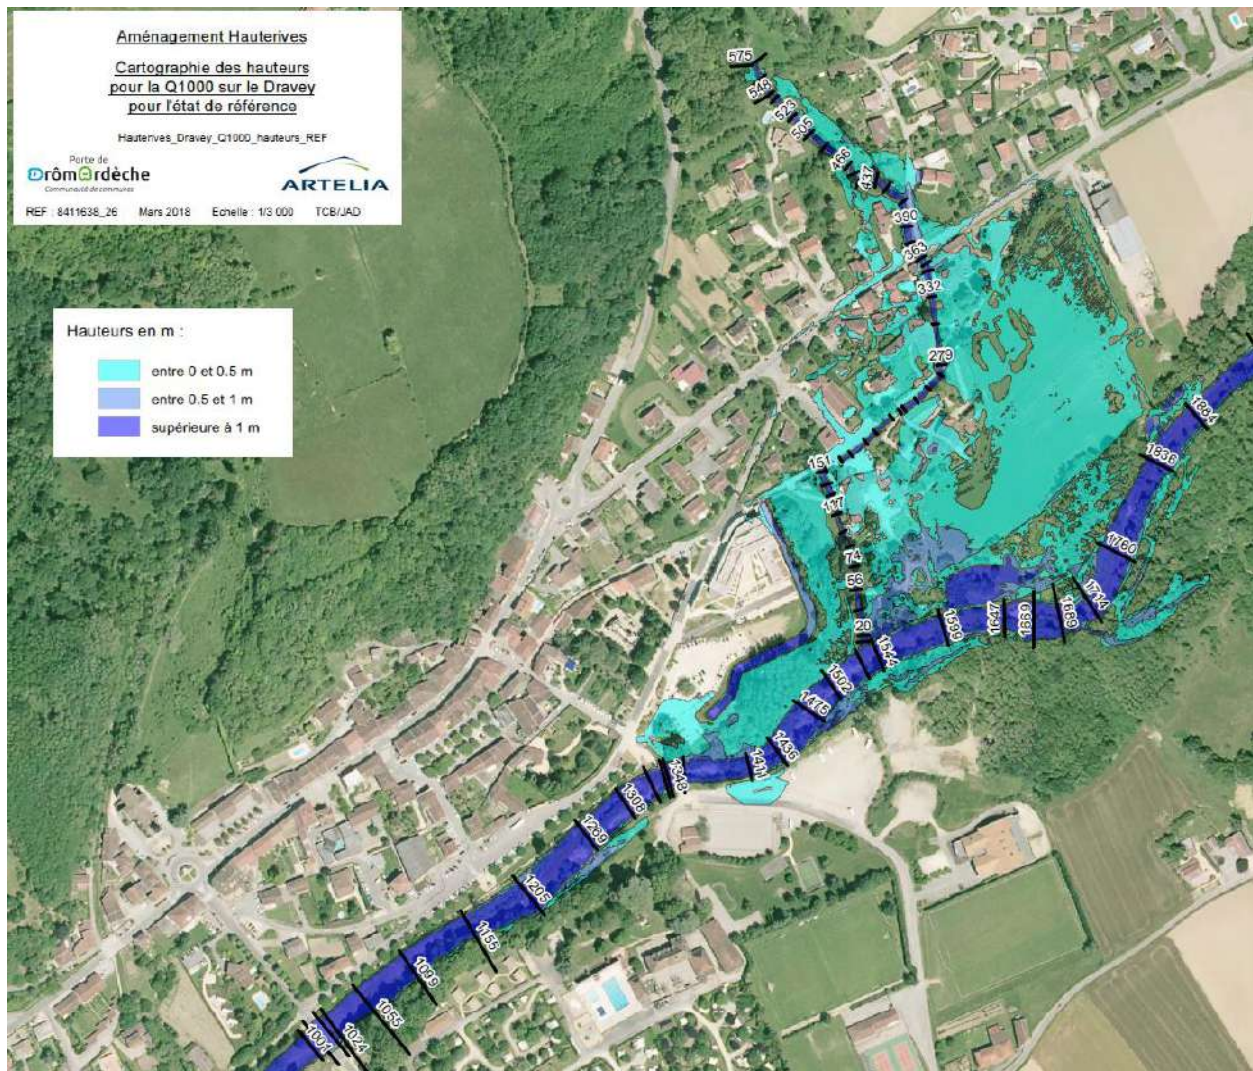 Aménagement Hauterives
Cartographie des hauteurs
pour la Q1000 sur le Dravey
pour l'état de référence
Hauterives_Dravey_Q1000_hauteurs_REF
Porte de
DrômArdèche
Communauté de communes
ARTELIA
REF : 8411638_26 Mars 2018 Echelle : 1/3 000 TCB/JAD
Hauteurs en m :
entre 0 et 0.5 m
entre 0.5 et 1 m
supérieure à 1 m
575
548
523
505
466
437
390
363
332
279
151
117
74
56
20
1884
1836
1780
1714
1689
1669
1647
1599
1544
1502
1475
1436
1411
1348
1308
1269
1205
1155
1099
1055
1024
1001